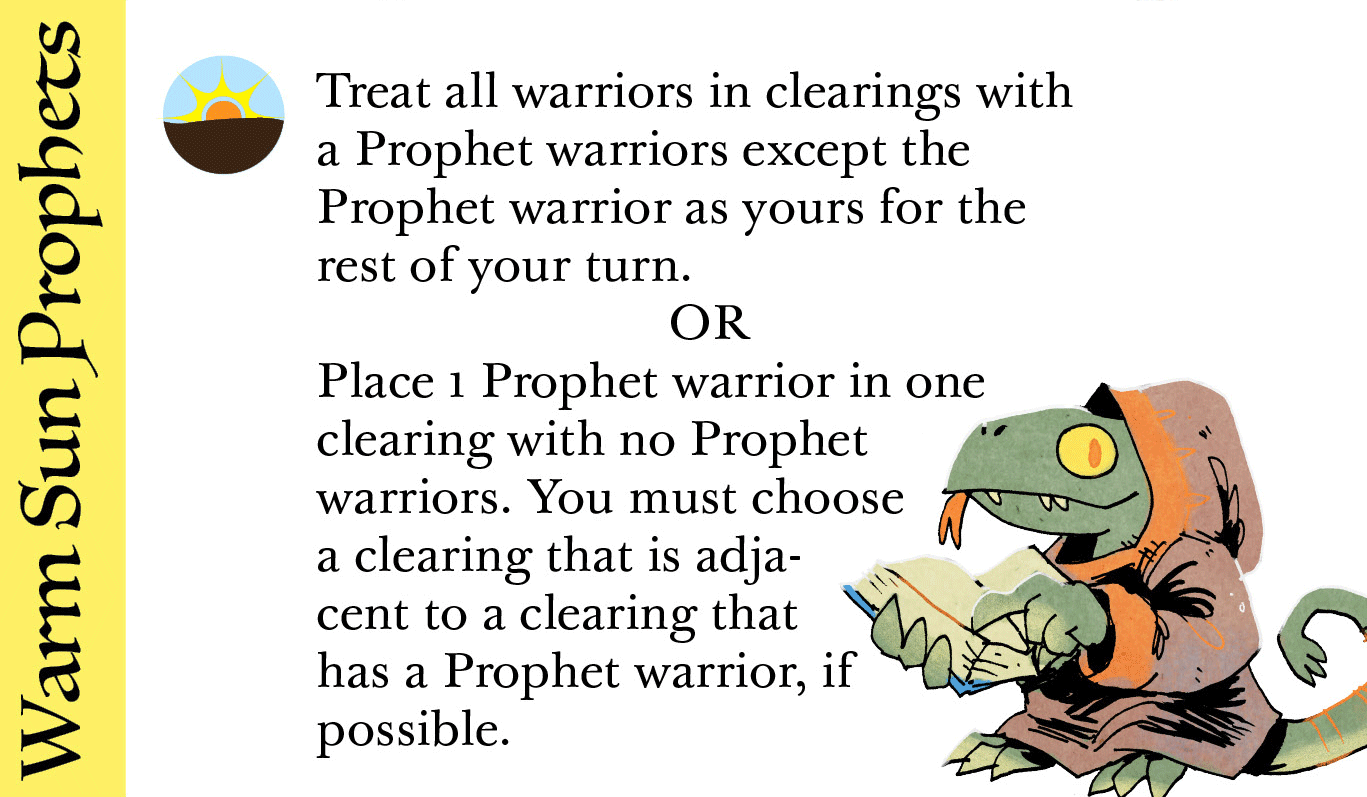 Warm Sun Prophets
Treat all warriors in clearings with
a Prophet warriors except the
Prophet warrior as yours for the
rest of your turn.
OR
Place 1 Prophet warrior in one
clearing with no Prophet
warriors. You must choose
a clearing that is adja-
cent to a clearing that
has a Prophet warrior, if
possible.